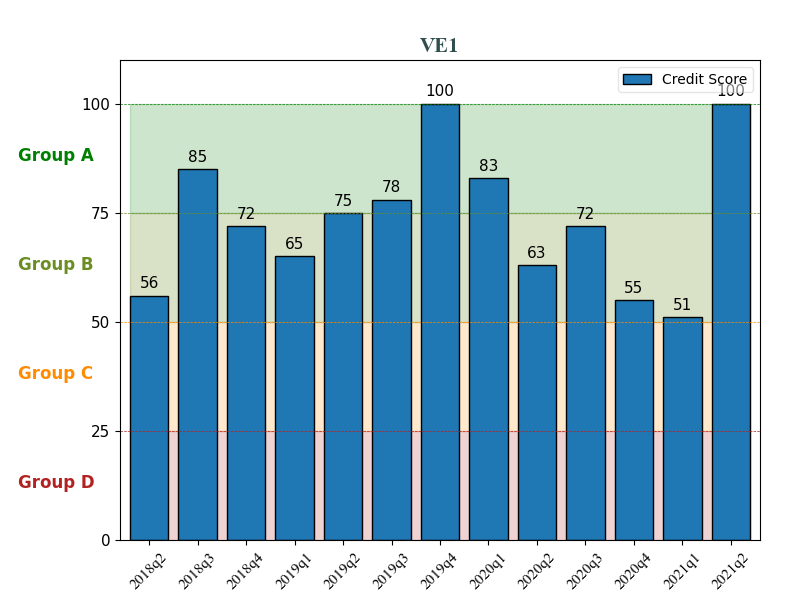 VE1
Credit Score
100
100
100
Group A
85
83
78
75
72
72
75
Group B
65
63
56
55
51
50
Group C
25
Group D
0
2018q2
2018q3
2018q4
2019q1
2019q2
2019q3
2019q4
2020q1
2020q2
2020q3
2020q4
2021q1
2021q2